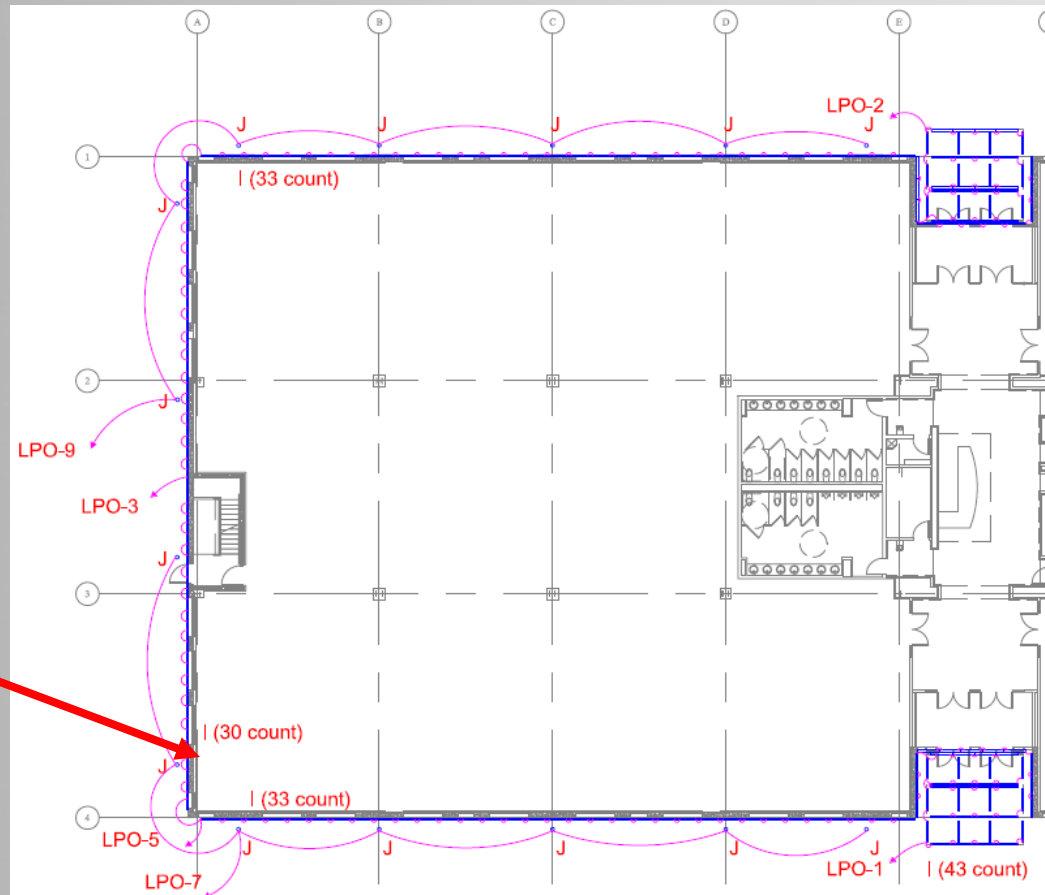 A B C D E
LPO-2
J J J J J
1
I (33 count)
J
2
J
LPO-9
LPO-3
J
3
I (30 count)
J
I (33 count)
4
LPO-5
J J J J J
LPO-1
I (43 count)
LPO-7